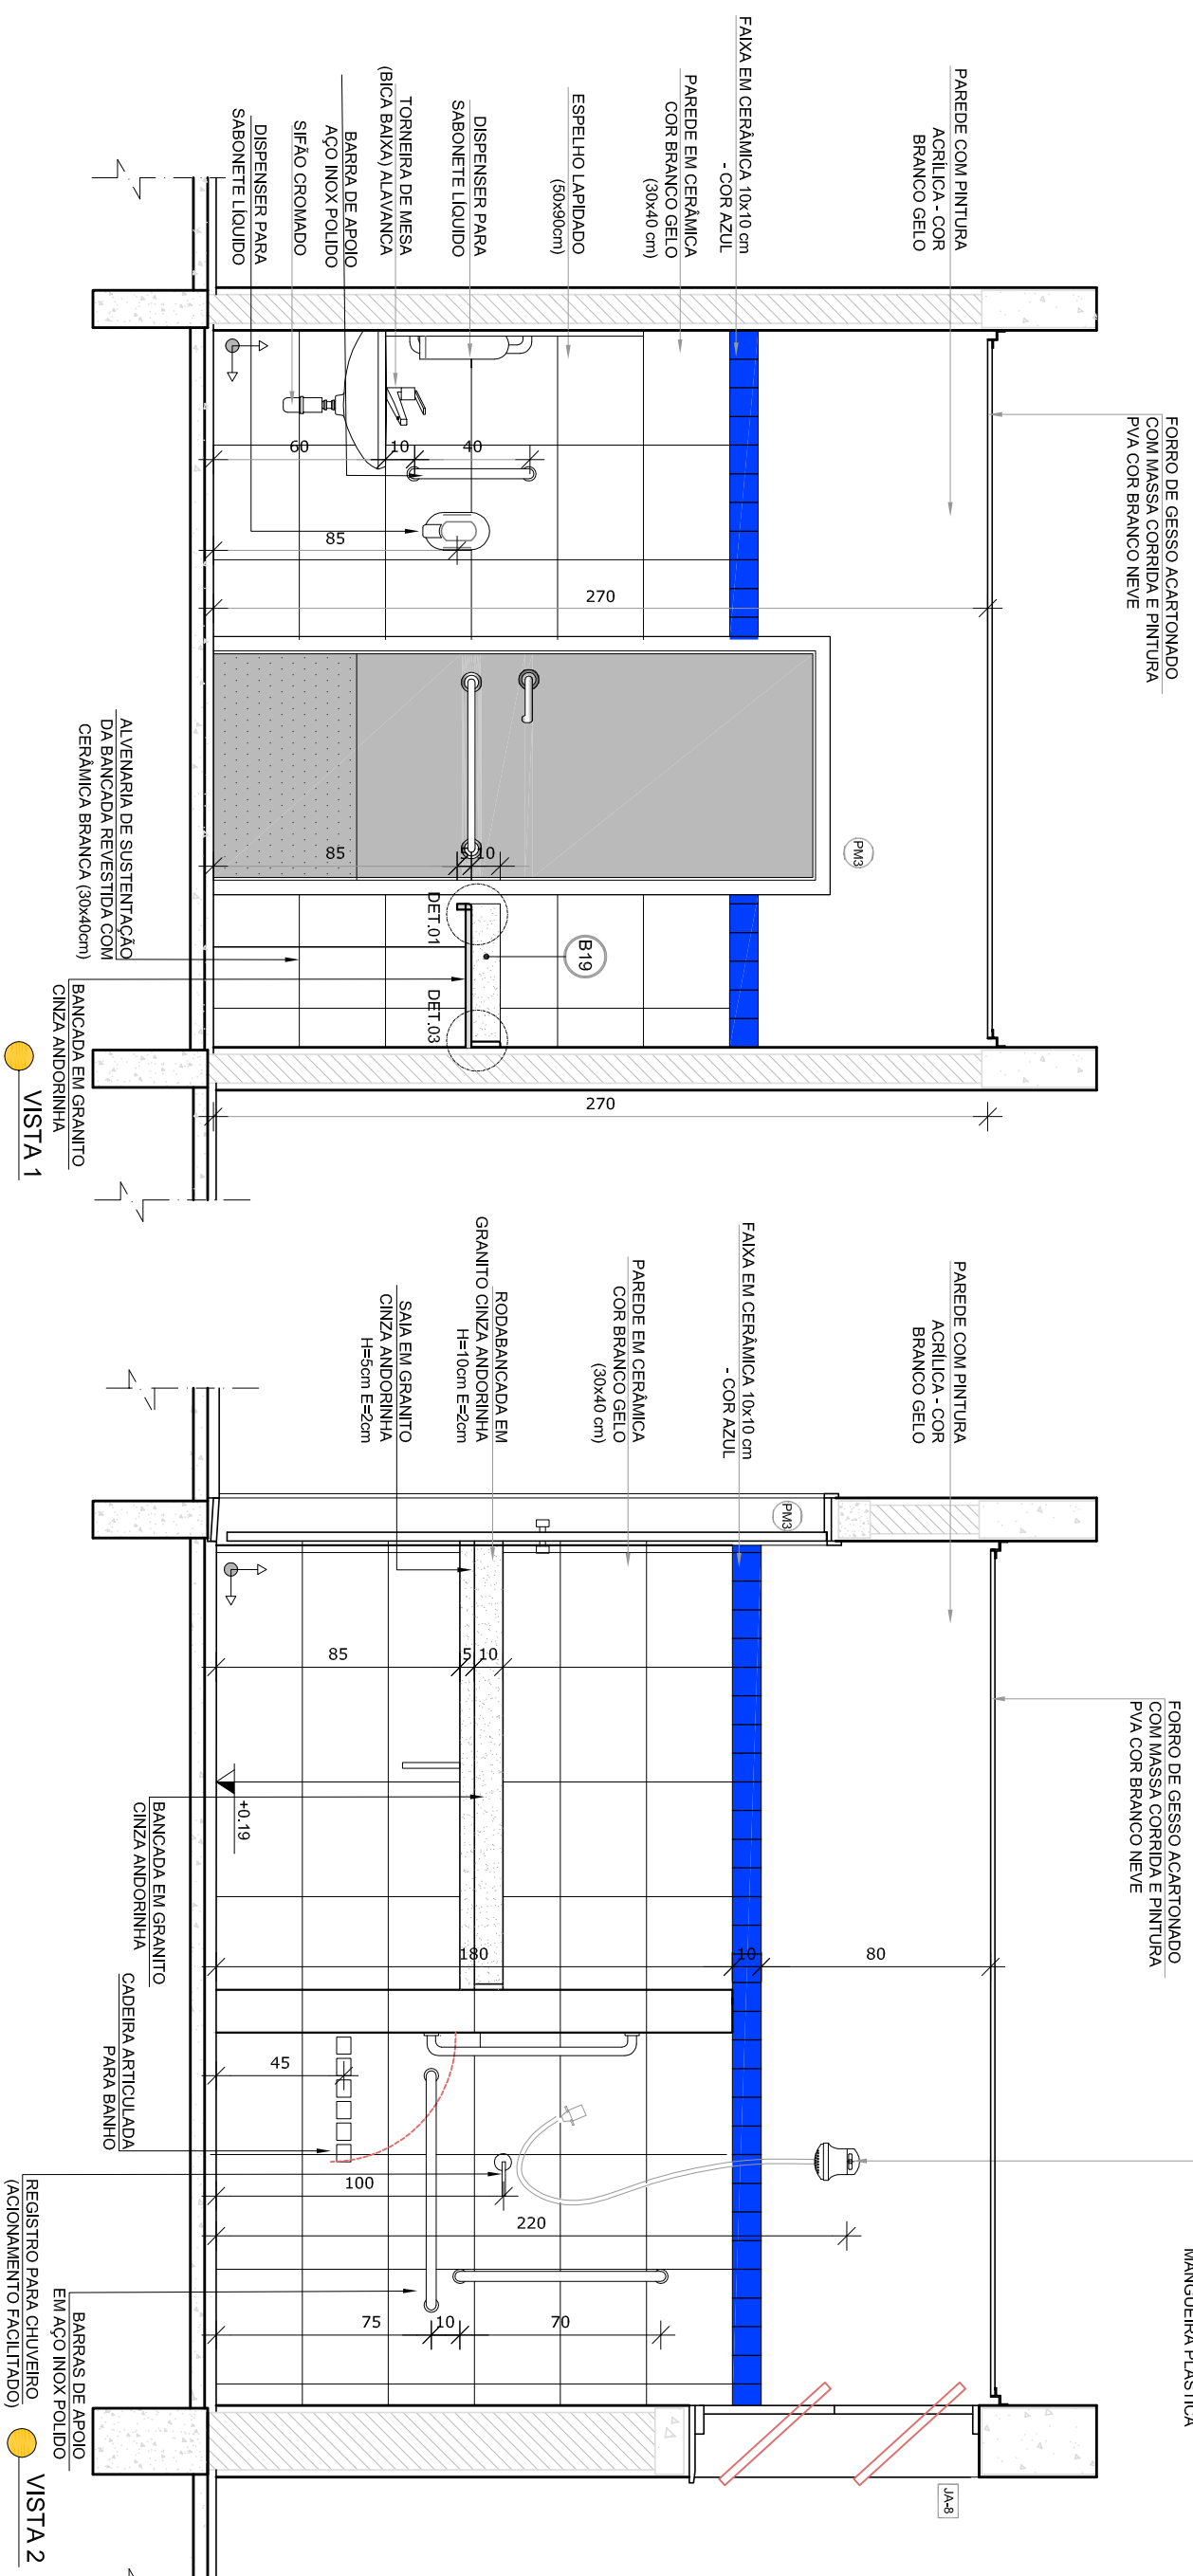 FORRO DE GESSO ACARTONADO
COM MASSA CORRIDA E PINTURA
PVA COR BRANCO NEVE
PAREDE COM PINTURA
ACRÍLICA - COR
BRANCO GELO
FAIXA EM CERÂMICA 10x10 cm
- COR AZUL
PAREDE EM CERÂMICA
COR BRANCO GELO
(30x40 cm)
ESPELHO LAPIDADO
(50x90cm)
DISPENSER PARA
SABONETE LÍQUIDO
TORNEIRA DE MESA
(BICA BAIXA) ALAVANCA
BARRA DE APOIO
AÇO INOX POLIDO
SIFÃO CROMADO
DISPENSER PARA
SABONETE LÍQUIDO
60
10
40
85
270
PM3
85
5
10
DET.01
B19
DET.03
270
ALVENARIA DE SUSTENTAÇÃO
DA BANCADA REVESTIDA COM
CERÂMICA BRANCA (30x40cm)
BANCADA EM GRANITO
CINZA ANDORINHA
VISTA 1
FORRO DE GESSO ACARTONADO
COM MASSA CORRIDA E PINTURA
PVA COR BRANCO NEVE
MANGUEIRA PLÁSTICA
PAREDE COM PINTURA
ACRÍLICA - COR
BRANCO GELO
FAIXA EM CERÂMICA 10x10 cm
- COR AZUL
PAREDE EM CERÂMICA
COR BRANCO GELO
(30x40 cm)
RODABANCADA EM
GRANITO CINZA ANDORINHA
H=10cm E=2cm
SAIA EM GRANITO
CINZA ANDORINHA
H=5cm E=2cm
PM3
85
5
10
+0.19
180
10
80
45
100
220
75
10
70
JA-8
BANCADA EM GRANITO
CINZA ANDORINHA
CADEIRA ARTICULADA
PARA BANHO
BARRAS DE APOIO
EM AÇO INOX POLIDO
REGISTRO PARA CHUVEIRO
(ACIONAMENTO FACILITADO)
VISTA 2